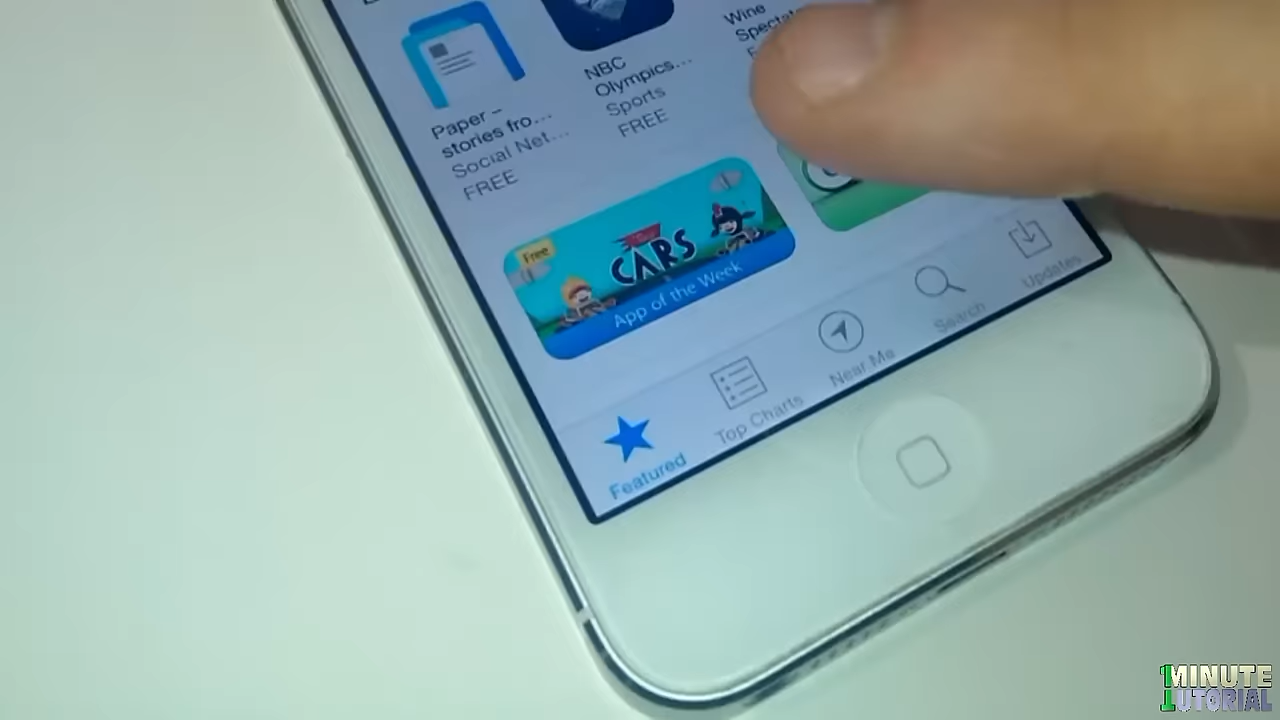 Paper –
stories fro...
Social Net...
FREE
NBC
Olympics...
Sports
FREE
Wine
Free
CARS
App of the Week
Featured
Top Charts
Near Me
Search
Updates
1MINUTE
TUTORIAL